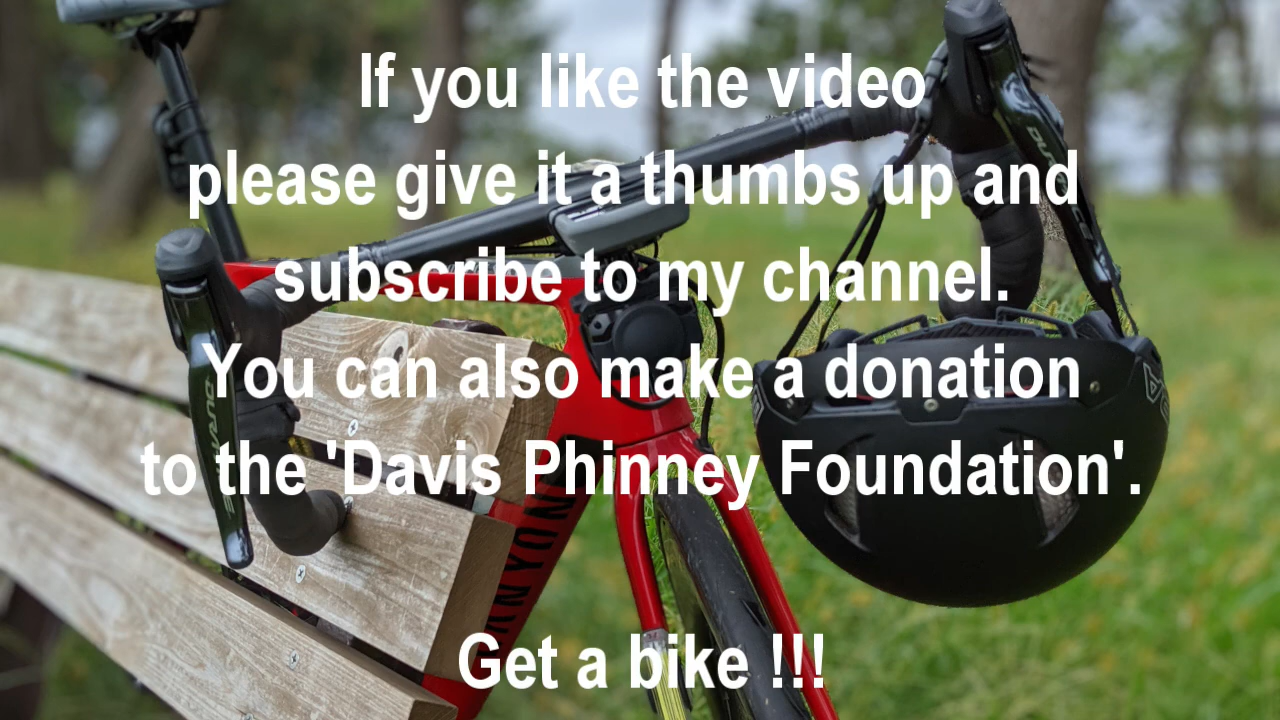 If you like the video
please give it a thumbs up and
subscribe to my channel.
You can also make a donation
to the 'Davis Phinney Foundation'.
Get a bike !!!